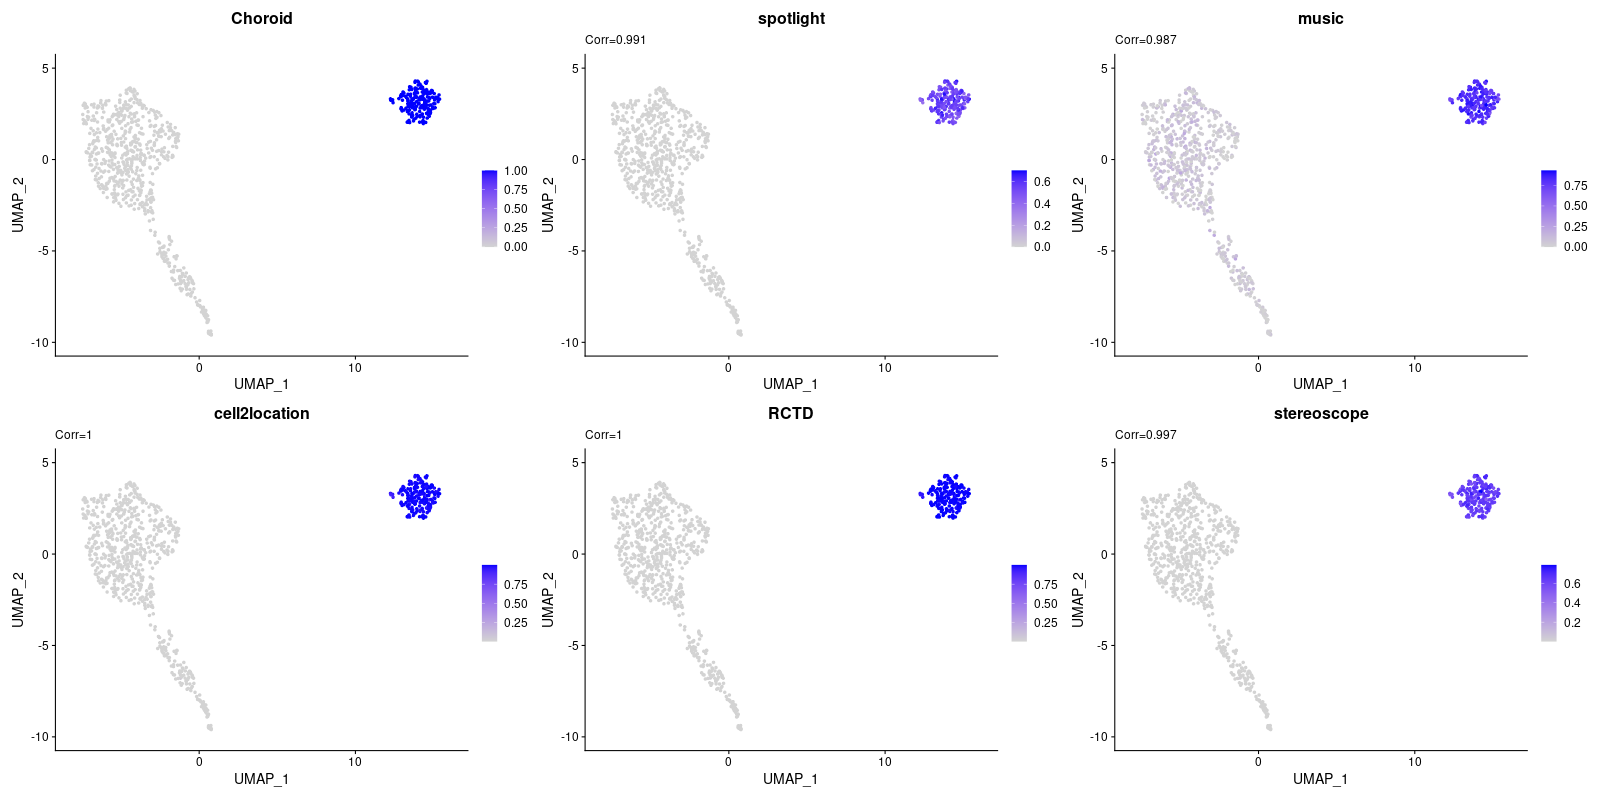 Choroid
5
0
-5
-10
UMAP_2
0
10
UMAP_1
1.00
0.75
0.50
0.25
0.00
spotlight
Corr=0.991
5
0
-5
-10
UMAP_2
0
10
UMAP_1
0.6
0.4
0.2
0.0
music
Corr=0.987
5
0
-5
-10
UMAP_2
0
10
UMAP_1
0.75
0.50
0.25
0.00
cell2location
Corr=1
5
0
-5
-10
UMAP_2
0
10
UMAP_1
0.75
0.50
0.25
RCTD
Corr=1
5
0
-5
-10
UMAP_2
0
10
UMAP_1
0.75
0.50
0.25
stereoscope
Corr=0.997
5
0
-5
-10
UMAP_2
0
10
UMAP_1
0.6
0.4
0.2